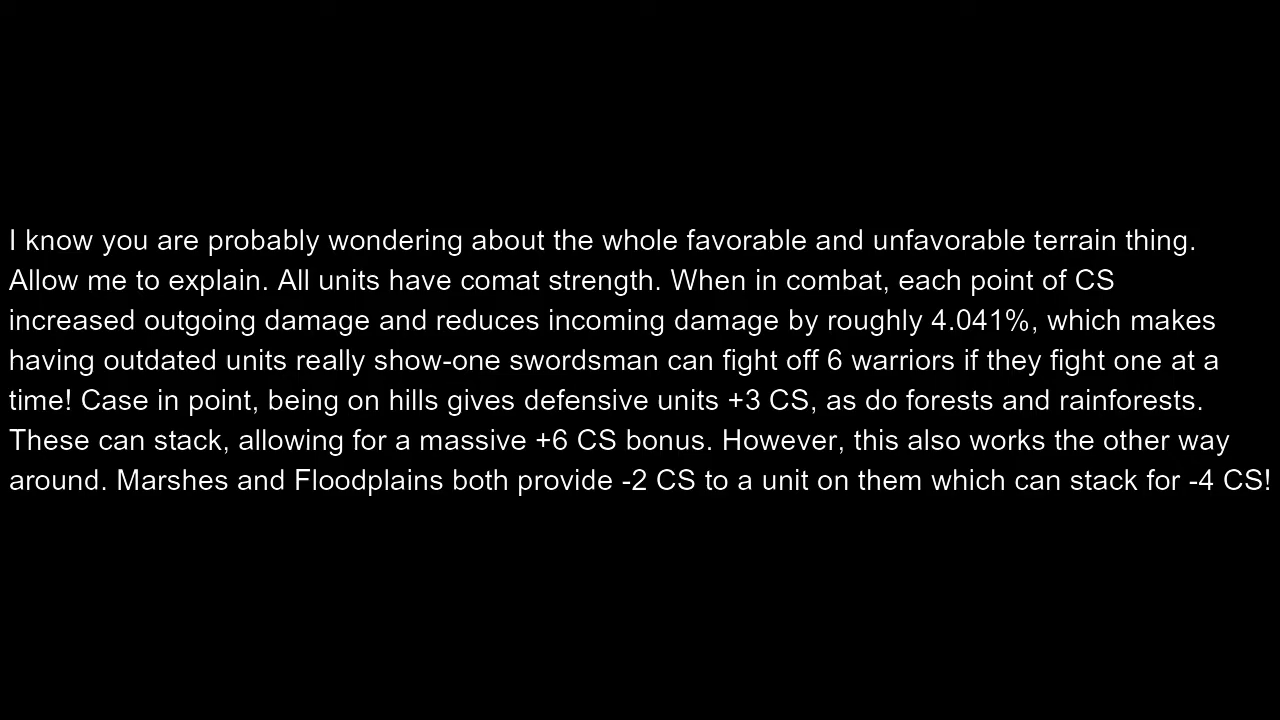 I know you are probably wondering about the whole favorable and unfavorable terrain thing.
Allow me to explain. All units have comat strength. When in combat, each point of CS
increased outgoing damage and reduces incoming damage by roughly 4.041%, which makes
having outdated units really show-one swordsman can fight off 6 warriors if they fight one at a
time! Case in point, being on hills gives defensive units +3 CS, as do forests and rainforests.
These can stack, allowing for a massive +6 CS bonus. However, this also works the other way
around. Marshes and Floodplains both provide -2 CS to a unit on them which can stack for -4 CS!